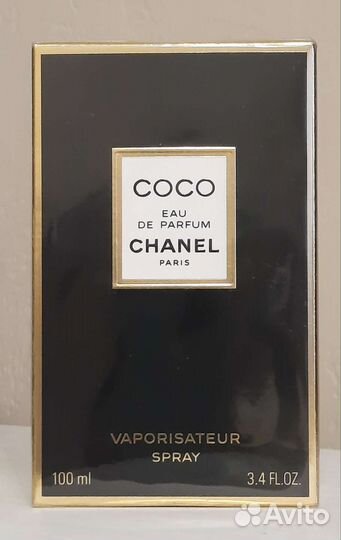 COCO
EAU
DE PARFUM
CHANEL
PARIS
VAPORISATEUR
SPRAY
100 ml 3.4 FL.OZ.
Avito